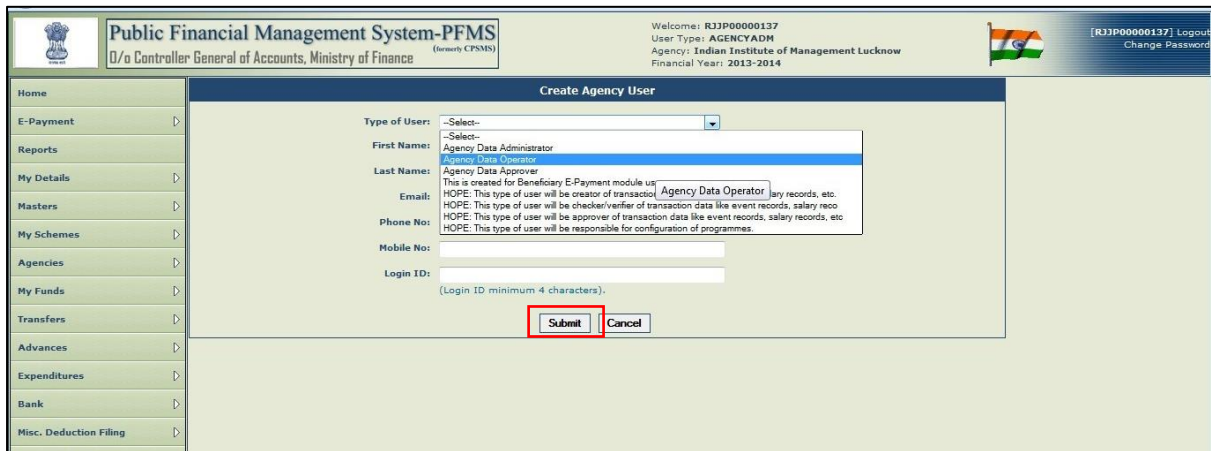 Public Financial Management System-PFMS
(formerly CPSMS)
O/o Controller General of Accounts, Ministry of Finance
Welcome: RJJP00000137
User Type: AGENCYADM
Agency: Indian Institute of Management Lucknow
Financial Year: 2013-2014
[RJJP00000137] Logout
Change Password
Home
E-Payment
Reports
My Details
Masters
My Schemes
Agencies
My Funds
Transfers
Advances
Expenditures
Bank
Misc. Deduction Filing
Create Agency User
Type of User: --Select--
--Select--
First Name:
Agency Data Administrator
Agency Data Operator
Last Name:
Agency Data Approver
This is created for Beneficiary E-Payment module us
Agency Data Operator
Email:
HOPE: This type of user will be creator of transaction ary records, etc.
HOPE: This type of user will be checker/verifier of transaction data like event records, salary reco
Phone No:
HOPE: This type of user will be approver of transaction data like event records, salary records, etc
HOPE: This type of user will be responsible for configuration of programmes.
Mobile No:
Login ID:
(Login ID minimum 4 characters).
Submit Cancel